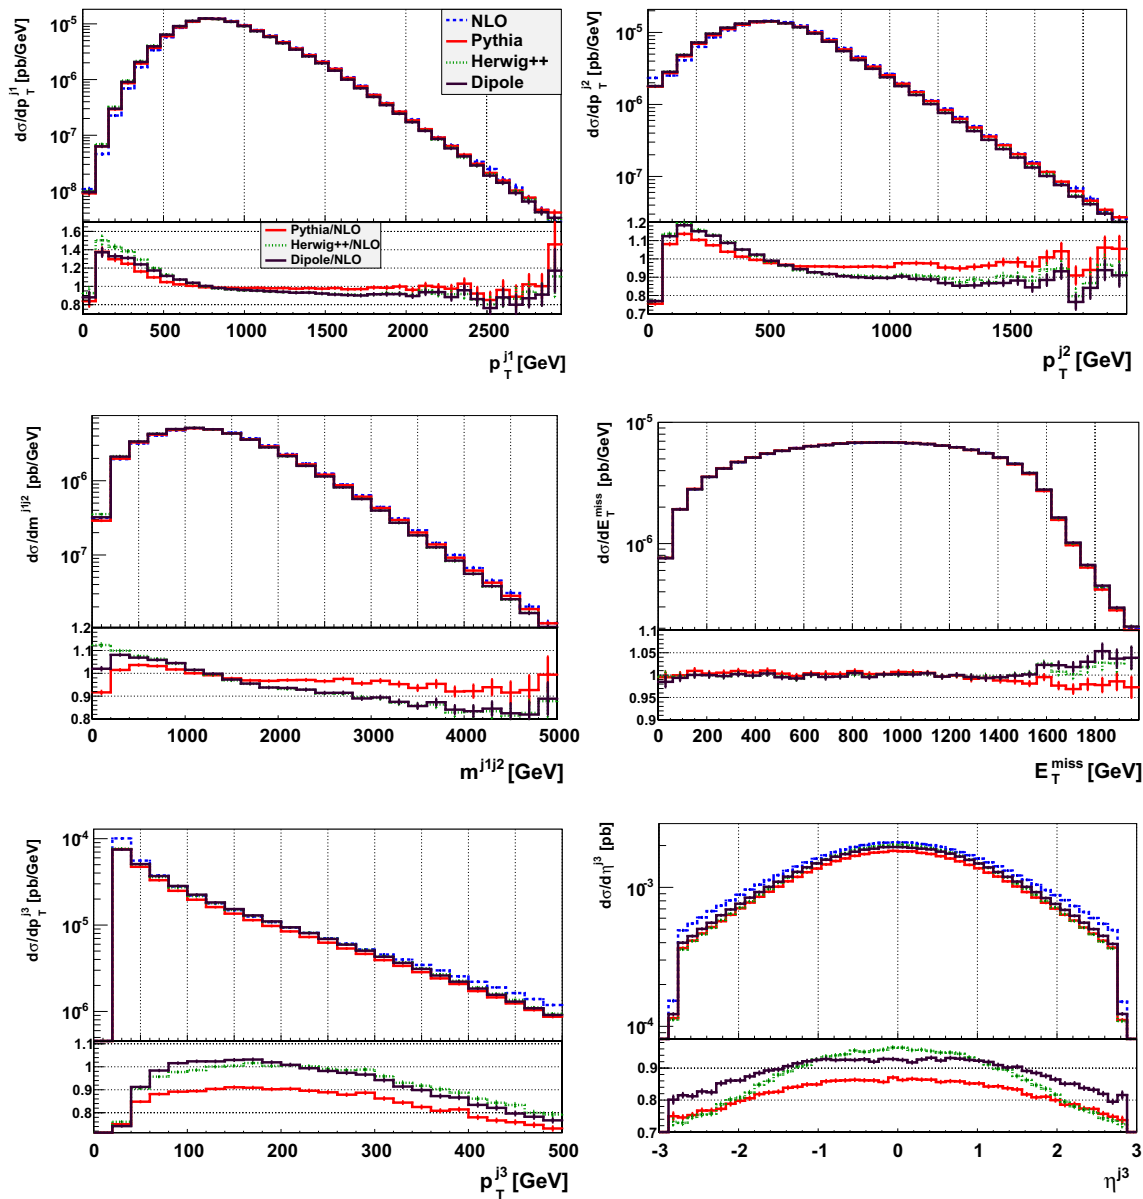 dσ/dp_T^j1 [pb/GeV]
10^-5
10^-6
10^-7
10^-8
NLO
Pythia
Herwig++
Dipole
1.6
1.4
1.2
1
0.8
Pythia/NLO
Herwig++/NLO
Dipole/NLO
0 500 1000 1500 2000 2500
p_T^j1 [GeV]
dσ/dp_T^j2 [pb/GeV]
10^-5
10^-6
10^-7
1.2
1.1
1
0.9
0.8
0.7
0 500 1000 1500
p_T^j2 [GeV]
dσ/dm^j1j2 [pb/GeV]
10^-6
10^-7
1.2
1.1
1
0.9
0.8
0 1000 2000 3000 4000 5000
m^j1j2 [GeV]
dσ/dE_T^miss [pb/GeV]
10^-5
10^-6
1.1
1.05
1
0.95
0.9
0 200 400 600 800 1000 1200 1400 1600 1800
E_T^miss [GeV]
dσ/dp_T^j3 [pb/GeV]
10^-4
10^-5
10^-6
1.1
1
0.9
0.8
0 100 200 300 400 500
p_T^j3 [GeV]
dσ/dη^j3 [pb]
10^-3
10^-4
0.9
0.8
0.7
-3 -2 -1 0 1 2 3
η^j3